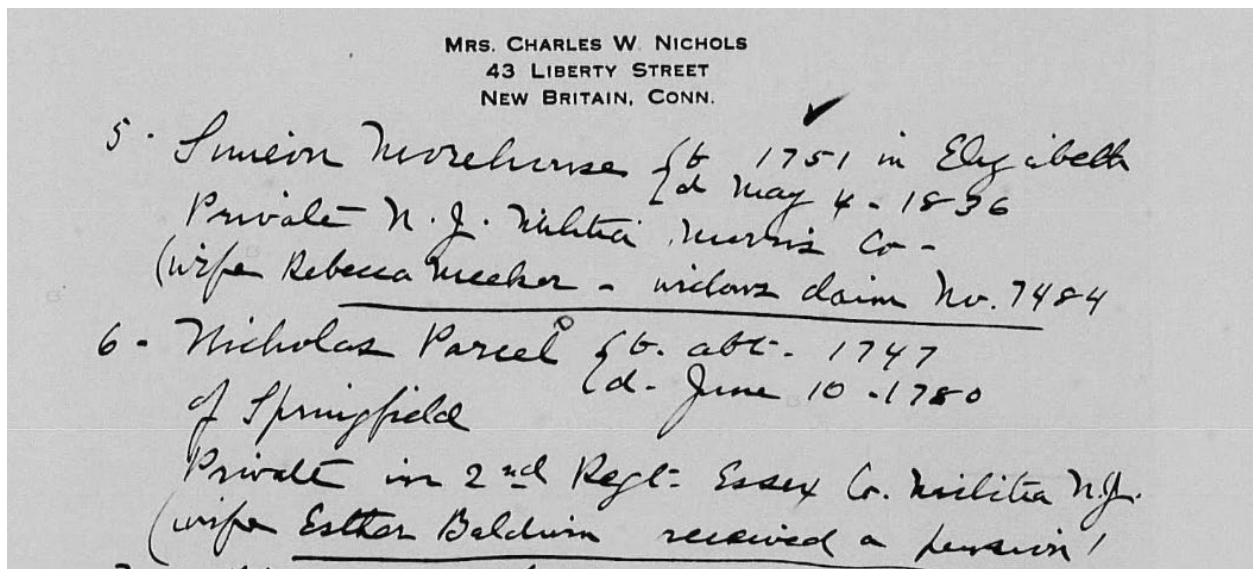 MRS. CHARLES W. NICHOLS
43 LIBERTY STREET
NEW BRITAIN, CONN.
5. Simeon Morehouse { b 1751 in Elizabeth
{ d May 4 - 1836
Private N. J. Militia, Morris Co -
(wife Rebecca Meeker - widows claim No. 7484
6 - Nicholas Parcel { b. abt. 1747
of Springfield { d - June 10 - 1780
Private in 2nd Regt - Essex Co. Militia N.J.
(wife Esther Baldwin received a pension)